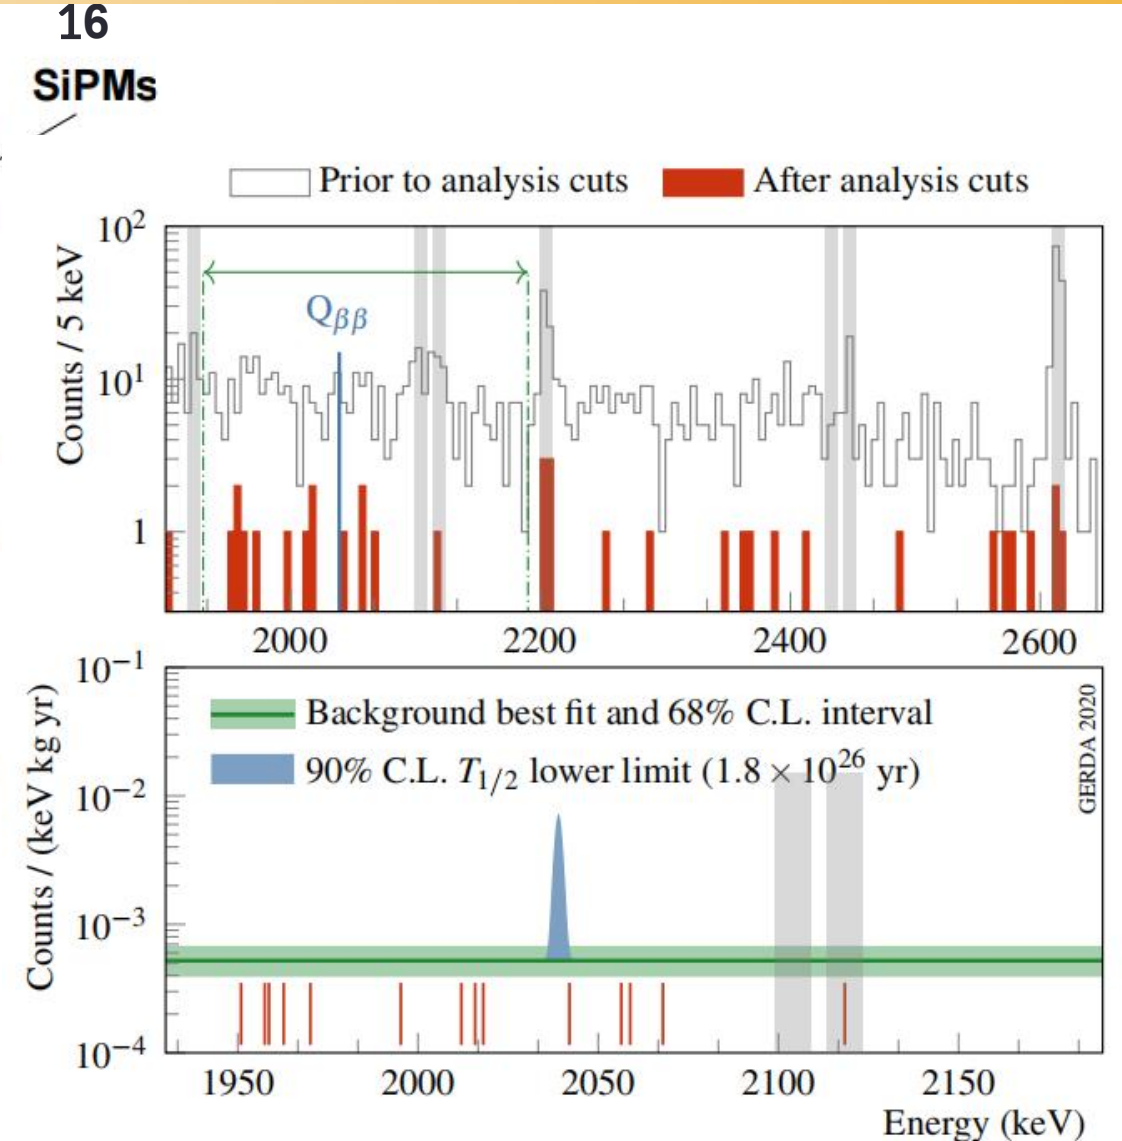 16
SiPMs
Prior to analysis cuts After analysis cuts
10²
10¹
1
Counts / 5 keV
Qββ
2000 2200 2400 2600
10⁻¹
10⁻²
10⁻³
10⁻⁴
Counts / (keV kg yr)
Background best fit and 68% C.L. interval
90% C.L. T1/2 lower limit (1.8 × 10²⁶ yr)
GERDA 2020
1950 2000 2050 2100 2150
Energy (keV)